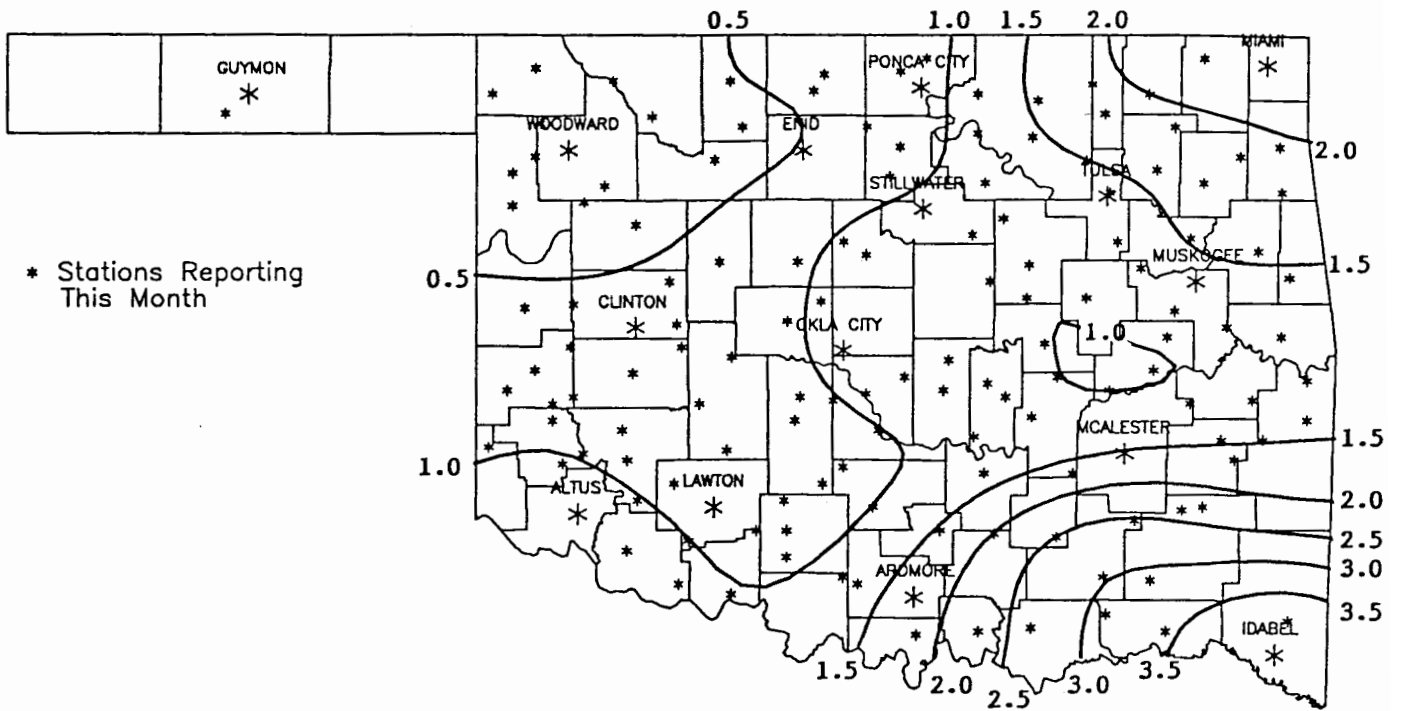 0.5 1.0 1.5 2.0
MIAMI
PONCA CITY
GUYMON
WOODWARD ENID
2.0
TULSA
STILLWATER
MUSKOGEE 1.5
* Stations Reporting
This Month
0.5
CLINTON
OKLA CITY 1.0
MCALESTER
1.5
1.0
ALTUS LAWTON
2.0
2.5
ARDMORE 3.0
3.5
IDABEL
1.5 2.0 2.5 3.0 3.5